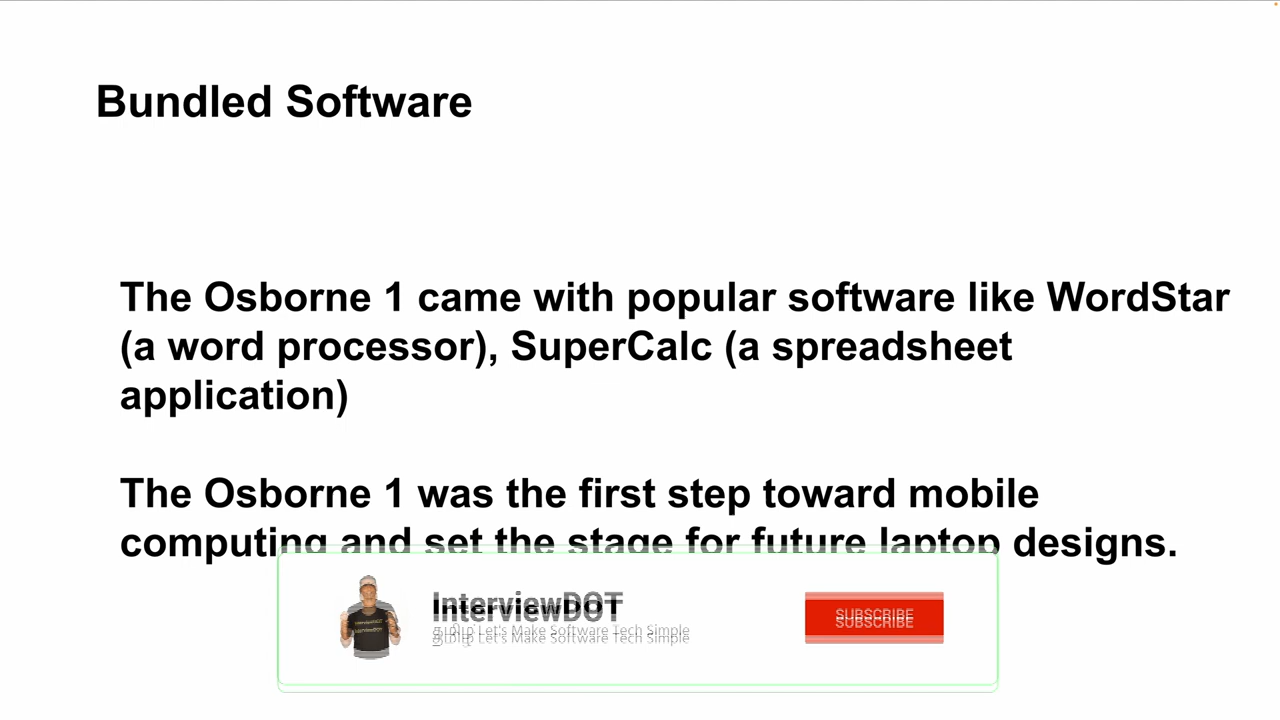 Bundled Software
The Osborne 1 came with popular software like WordStar
(a word processor), SuperCalc (a spreadsheet
application)
The Osborne 1 was the first step toward mobile
computing and set the stage for future laptop designs.
InterviewDOT
Let's Make Software Tech Simple
SUBSCRIBE